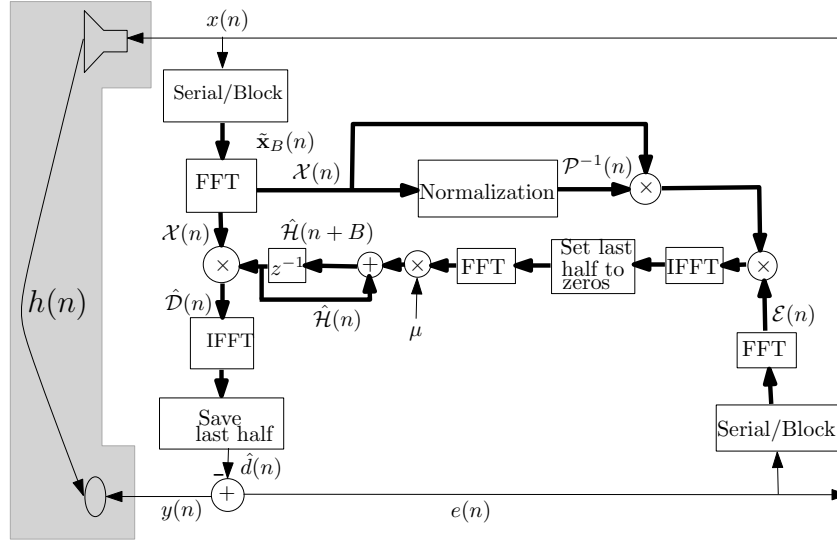 x(n)
Serial/Block
x̃_B(n)
FFT
𝒳(n)
Normalization
𝒫⁻¹(n)
×
𝒳(n)
Ĥ(n + B)
×
z⁻¹
+
×
FFT
Set last
half to
zeros
IFFT
×
h(n)
D̂(n)
Ĥ(n)
μ
ℰ(n)
IFFT
FFT
Save
last half
Serial/Block
d̂(n)
−
+
y(n)
e(n)